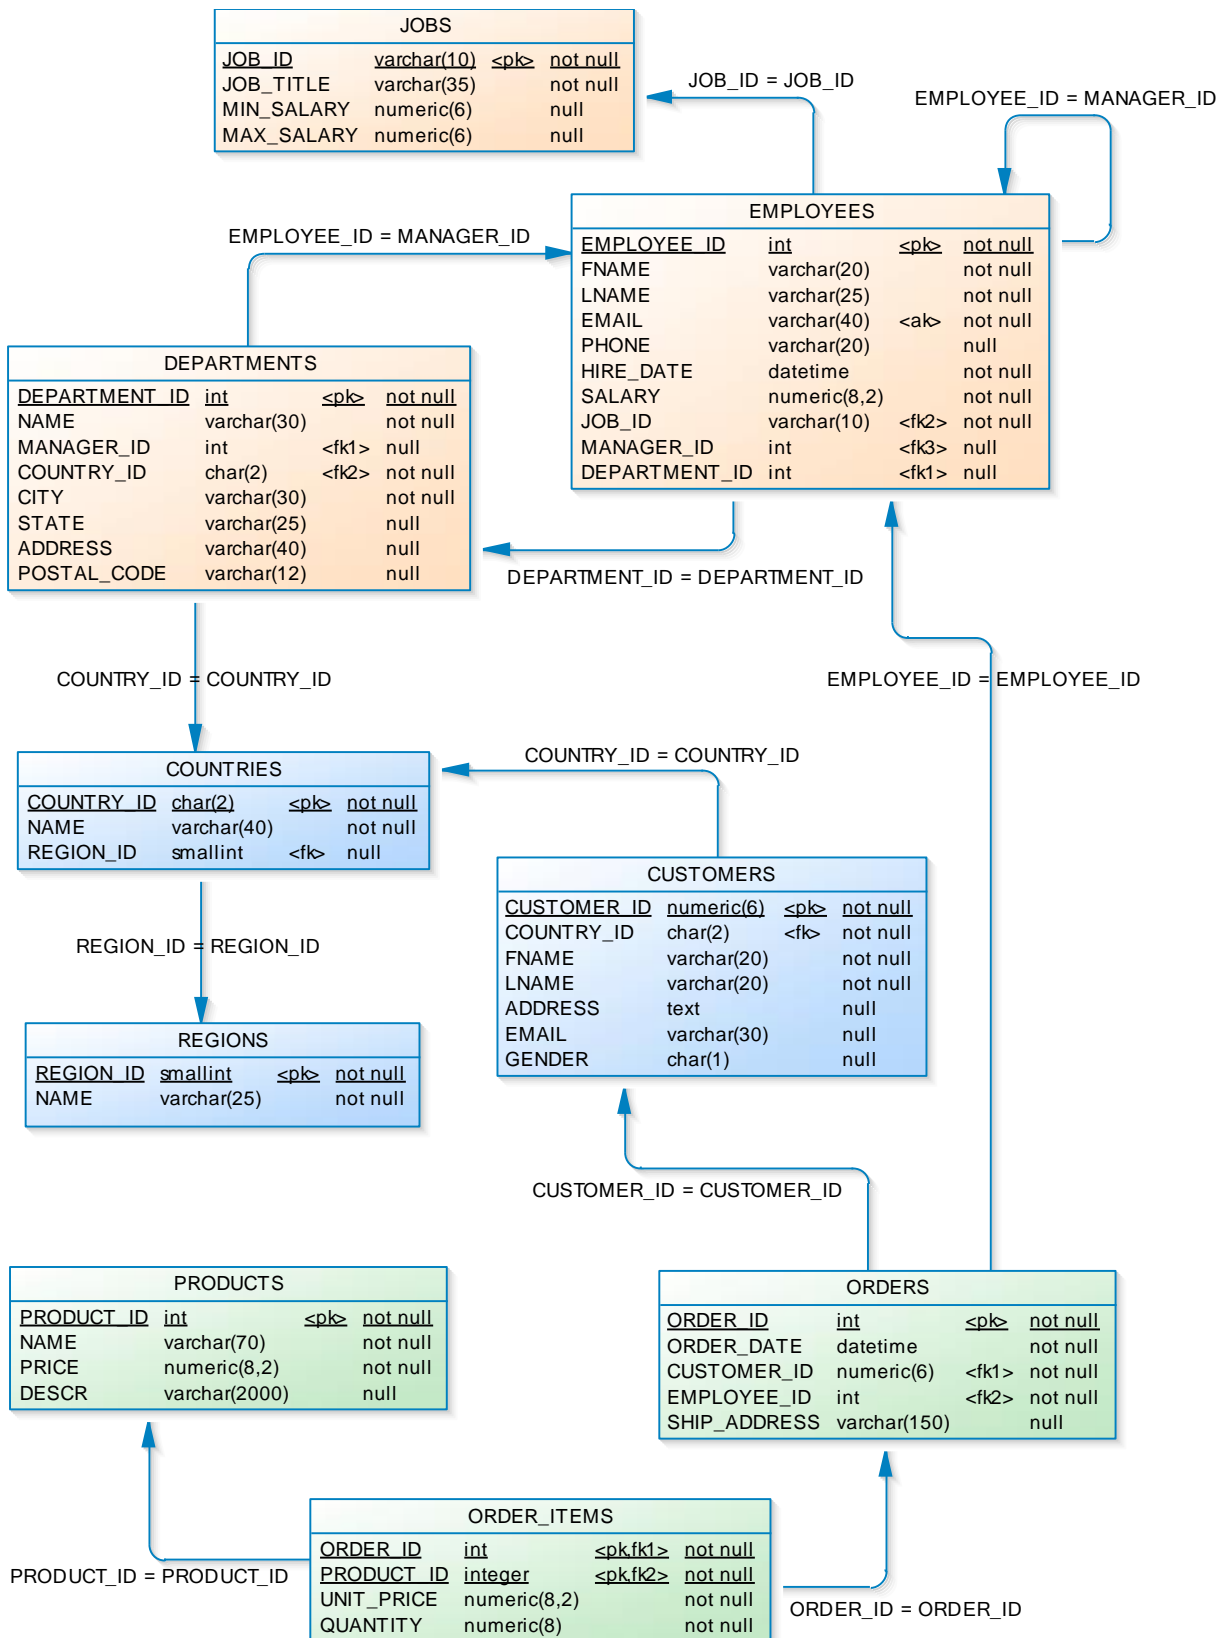 JOBS
JOB_ID varchar(10) <pk> not null
JOB_TITLE varchar(35) not null
MIN_SALARY numeric(6) null
MAX_SALARY numeric(6) null
JOB_ID = JOB_ID
EMPLOYEE_ID = MANAGER_ID
EMPLOYEES
EMPLOYEE_ID int <pk> not null
FNAME varchar(20) not null
LNAME varchar(25) not null
EMAIL varchar(40) <ak> not null
PHONE varchar(20) null
HIRE_DATE datetime not null
SALARY numeric(8,2) not null
JOB_ID varchar(10) <fk2> not null
MANAGER_ID int <fk3> null
DEPARTMENT_ID int <fk1> null
EMPLOYEE_ID = MANAGER_ID
DEPARTMENTS
DEPARTMENT_ID int <pk> not null
NAME varchar(30) not null
MANAGER_ID int <fk1> null
COUNTRY_ID char(2) <fk2> not null
CITY varchar(30) not null
STATE varchar(25) null
ADDRESS varchar(40) null
POSTAL_CODE varchar(12) null
DEPARTMENT_ID = DEPARTMENT_ID
COUNTRY_ID = COUNTRY_ID
EMPLOYEE_ID = EMPLOYEE_ID
COUNTRY_ID = COUNTRY_ID
COUNTRIES
COUNTRY_ID char(2) <pk> not null
NAME varchar(40) not null
REGION_ID smallint <fk> null
CUSTOMERS
CUSTOMER_ID numeric(6) <pk> not null
COUNTRY_ID char(2) <fk> not null
FNAME varchar(20) not null
LNAME varchar(20) not null
ADDRESS text null
EMAIL varchar(30) null
GENDER char(1) null
REGION_ID = REGION_ID
REGIONS
REGION_ID smallint <pk> not null
NAME varchar(25) not null
CUSTOMER_ID = CUSTOMER_ID
PRODUCTS
PRODUCT_ID int <pk> not null
NAME varchar(70) not null
PRICE numeric(8,2) not null
DESCR varchar(2000) null
ORDERS
ORDER_ID int <pk> not null
ORDER_DATE datetime not null
CUSTOMER_ID numeric(6) <fk1> not null
EMPLOYEE_ID int <fk2> not null
SHIP_ADDRESS varchar(150) null
ORDER_ITEMS
ORDER_ID int <pk,fk1> not null
PRODUCT_ID integer <pk,fk2> not null
UNIT_PRICE numeric(8,2) not null
QUANTITY numeric(8) not null
PRODUCT_ID = PRODUCT_ID
ORDER_ID = ORDER_ID